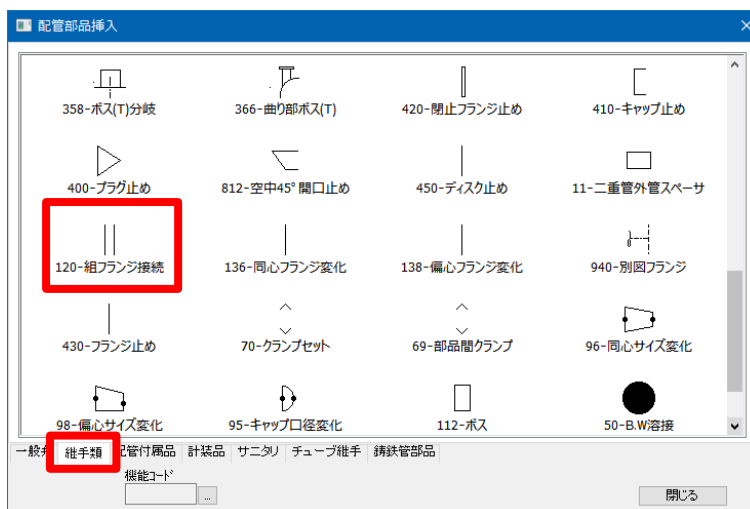 配管部品挿入
358-ボス(T)分岐
366-曲り部ボス(T)
420-閉止フランジ止め
410-キャップ止め
400-プラグ止め
812-空中45°開口止め
450-ディスク止め
11-二重管外管スペーサ
120-組フランジ接続
136-同心フランジ変化
138-偏心フランジ変化
940-別図フランジ
430-フランジ止め
70-クランプセット
69-部品間クランプ
96-同心サイズ変化
98-偏心サイズ変化
95-キャップ口径変化
112-ボス
50-B.W溶接
一般弁 継手類 配管付属品 計装品 サニタリ チューブ継手 鋳鉄管部品
機能コード
...
閉じる